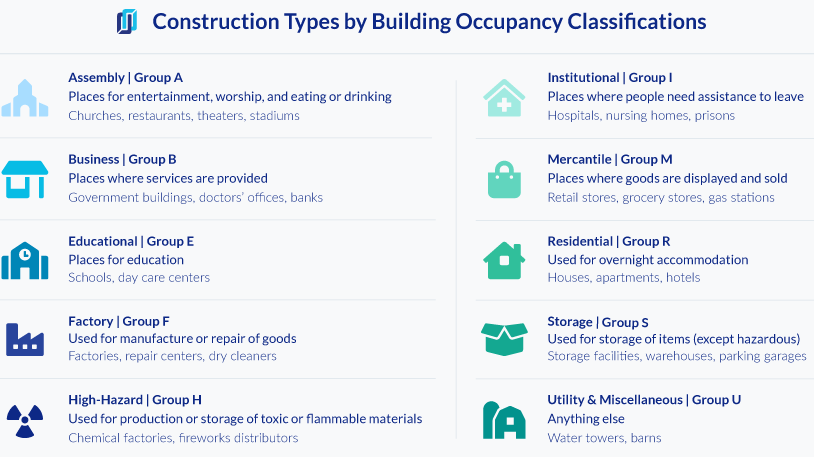 Construction Types by Building Occupancy Classifications
Assembly | Group A
Places for entertainment, worship, and eating or drinking
Churches, restaurants, theaters, stadiums
Business | Group B
Places where services are provided
Government buildings, doctors’ offices, banks
Educational | Group E
Places for education
Schools, day care centers
Factory | Group F
Used for manufacture or repair of goods
Factories, repair centers, dry cleaners
High-Hazard | Group H
Used for production or storage of toxic or flammable materials
Chemical factories, fireworks distributors
Institutional | Group I
Places where people need assistance to leave
Hospitals, nursing homes, prisons
Mercantile | Group M
Places where goods are displayed and sold
Retail stores, grocery stores, gas stations
Residential | Group R
Used for overnight accommodation
Houses, apartments, hotels
Storage | Group S
Used for storage of items (except hazardous)
Storage facilities, warehouses, parking garages
Utility & Miscellaneous | Group U
Anything else
Water towers, barns